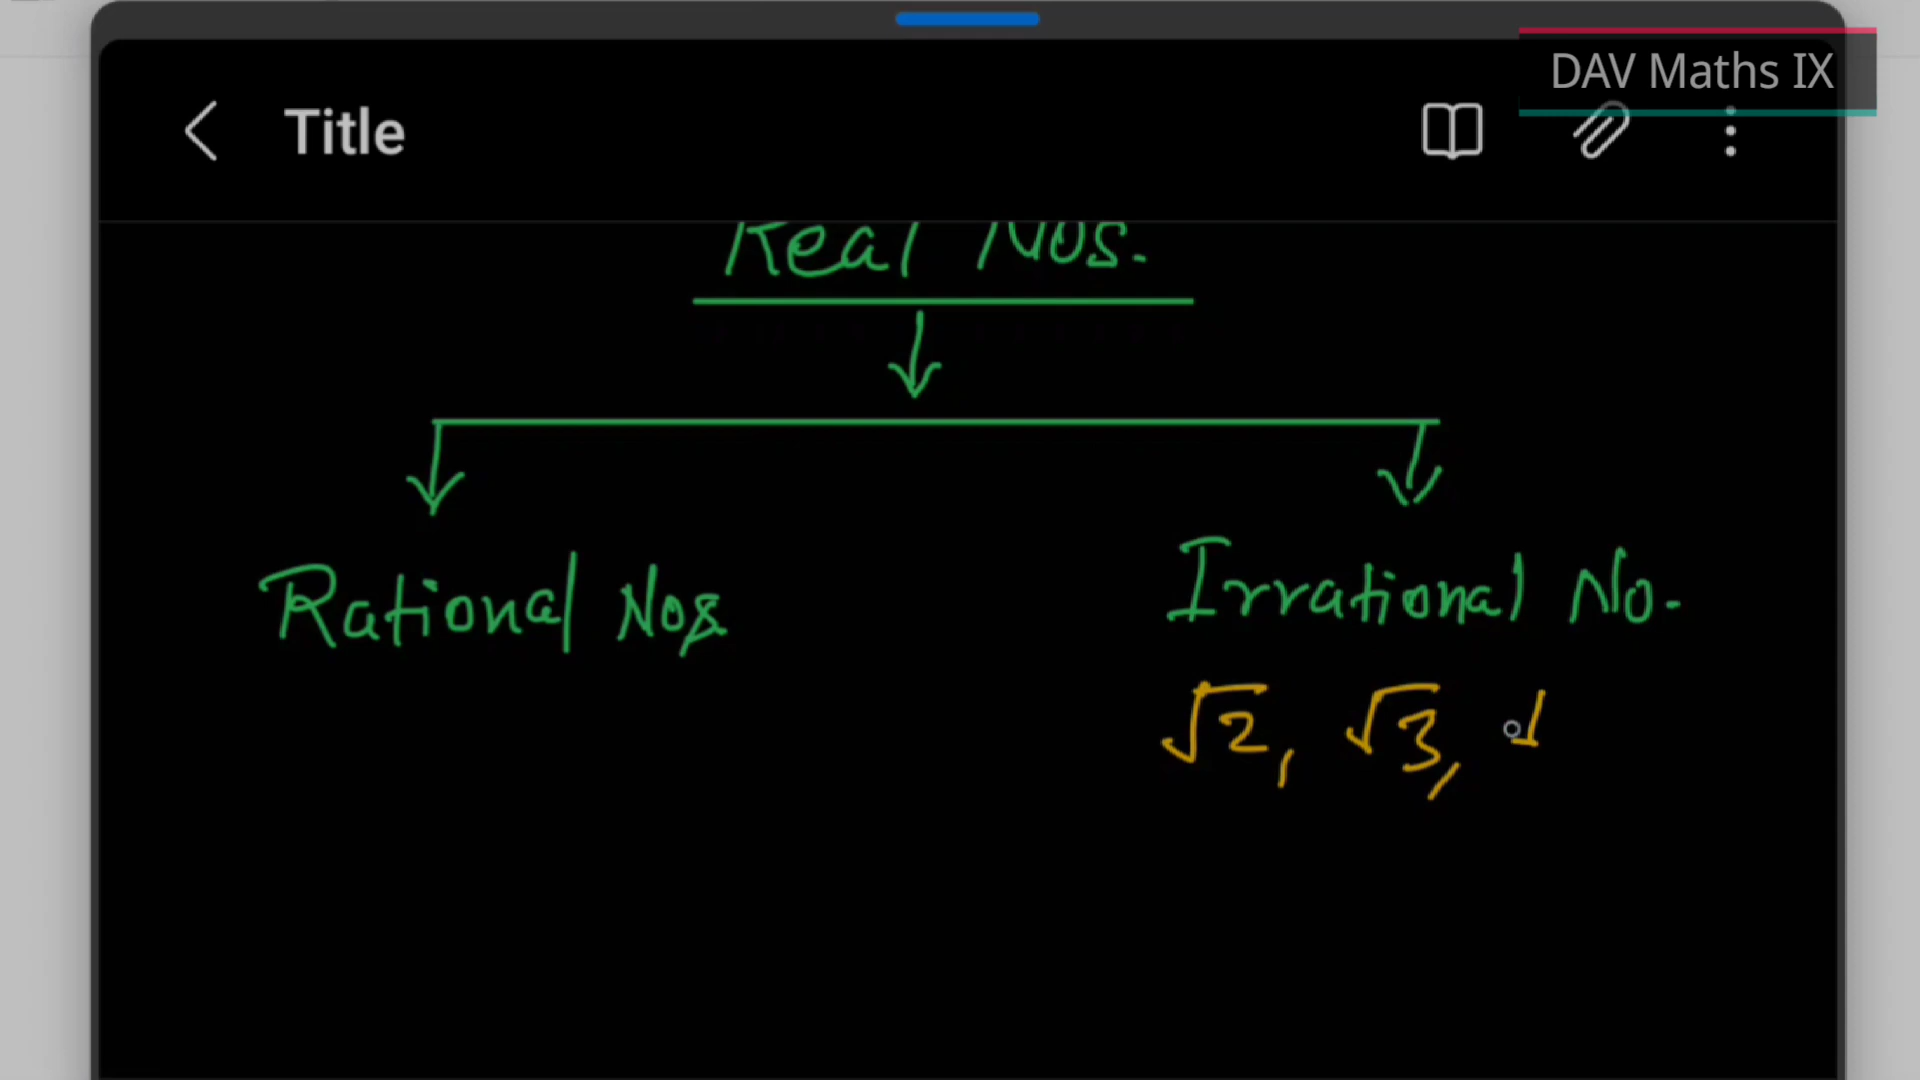 DAV Maths IX
Title
Real Nos.
Rational Nos
Irrational No.
√2, √3,